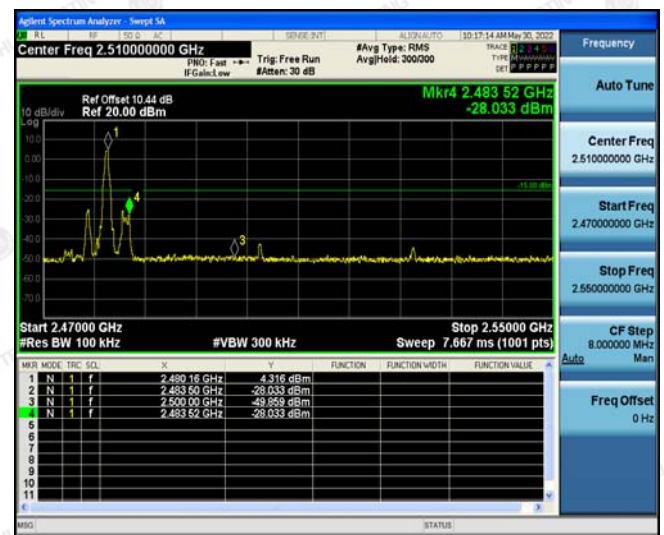 Agilent Spectrum Analyzer - Swept SA
RL RF 50 Ω AC SENSE:INT ALIGN AUTO 10:17:14 AM May 30, 2022
Center Freq 2.510000000 GHz
PNO: Fast Trig: Free Run
IFGain:Low #Atten: 30 dB
#Avg Type: RMS
Avg|Hold: 300/300
TRACE 1 2 3 4 5 6
TYPE MWWWWW
DET P P P P P P
Ref Offset 10.44 dB
10 dB/div Ref 20.00 dBm
Log
Mkr4 2.483 52 GHz
-28.033 dBm
10.0
0.00
-10.0
-20.0
-30.0
-40.0
-50.0
-60.0
-70.0
1
4
3
-15.68 dBm
Start 2.47000 GHz Stop 2.55000 GHz
#Res BW 100 kHz #VBW 300 kHz Sweep 7.667 ms (1001 pts)
MKR MODE TRC SCL X Y FUNCTION FUNCTION WIDTH FUNCTION VALUE
1 N 1 f 2.480 16 GHz 4.316 dBm
2 N 1 f 2.483 50 GHz -28.033 dBm
3 N 1 f 2.500 00 GHz -49.859 dBm
4 N 1 f 2.483 52 GHz -28.033 dBm
5
6
7
8
9
10
11
MSG STATUS
Frequency
Auto Tune
Center Freq
2.510000000 GHz
Start Freq
2.470000000 GHz
Stop Freq
2.550000000 GHz
CF Step
8.000000 MHz
Auto Man
Freq Offset
0 Hz